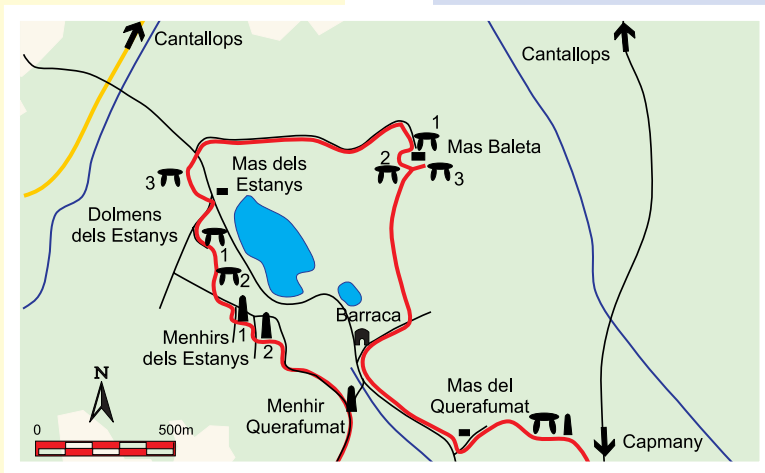 Cantallops
Cantallops
1
Mas Baleta
2
3
Mas dels
Estanys
3
Dolmens
dels Estanys
1
2
Barraca
Menhirs
dels Estanys
1
2
N
0 500m
Menhir
Querafumat
Mas del
Querafumat
Capmany